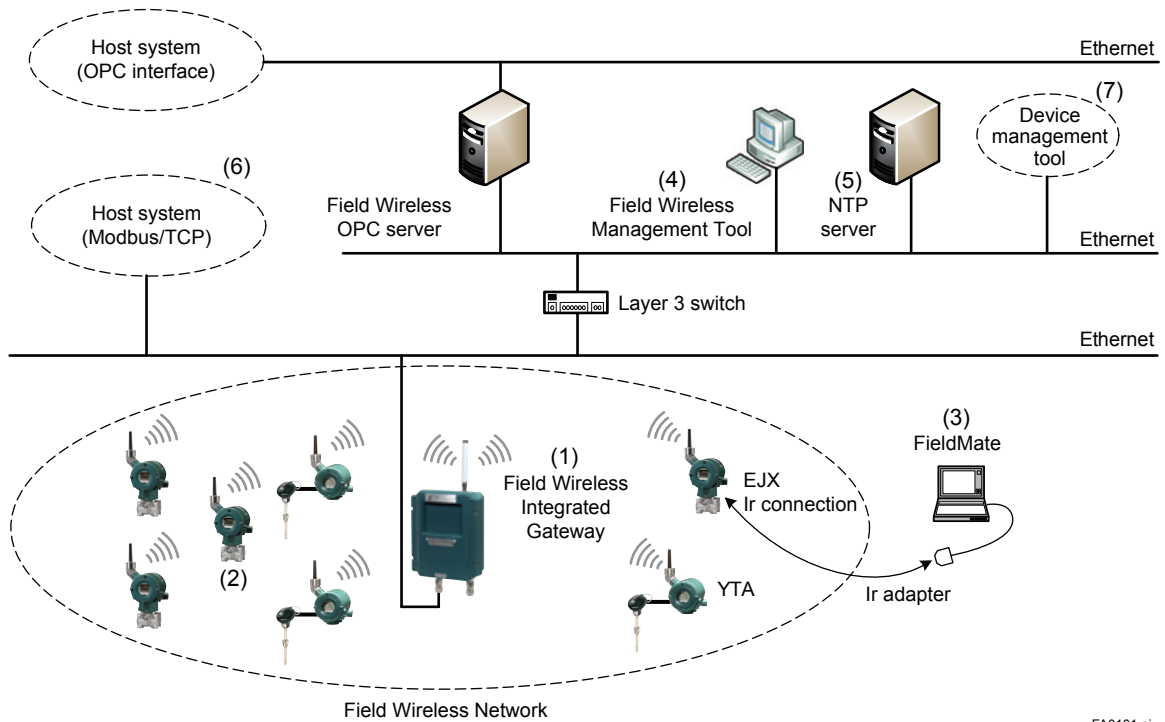 Host system
(OPC interface)
Ethernet
(7)
Device
management
tool
(6)
Host system
(Modbus/TCP)
Field Wireless
OPC server
(4)
Field Wireless
Management Tool
(5)
NTP
server
Ethernet
Layer 3 switch
Ethernet
(1)
Field Wireless
Integrated
Gateway
(2)
EJX
Ir connection
(3)
FieldMate
YTA
Ir adapter
Field Wireless Network